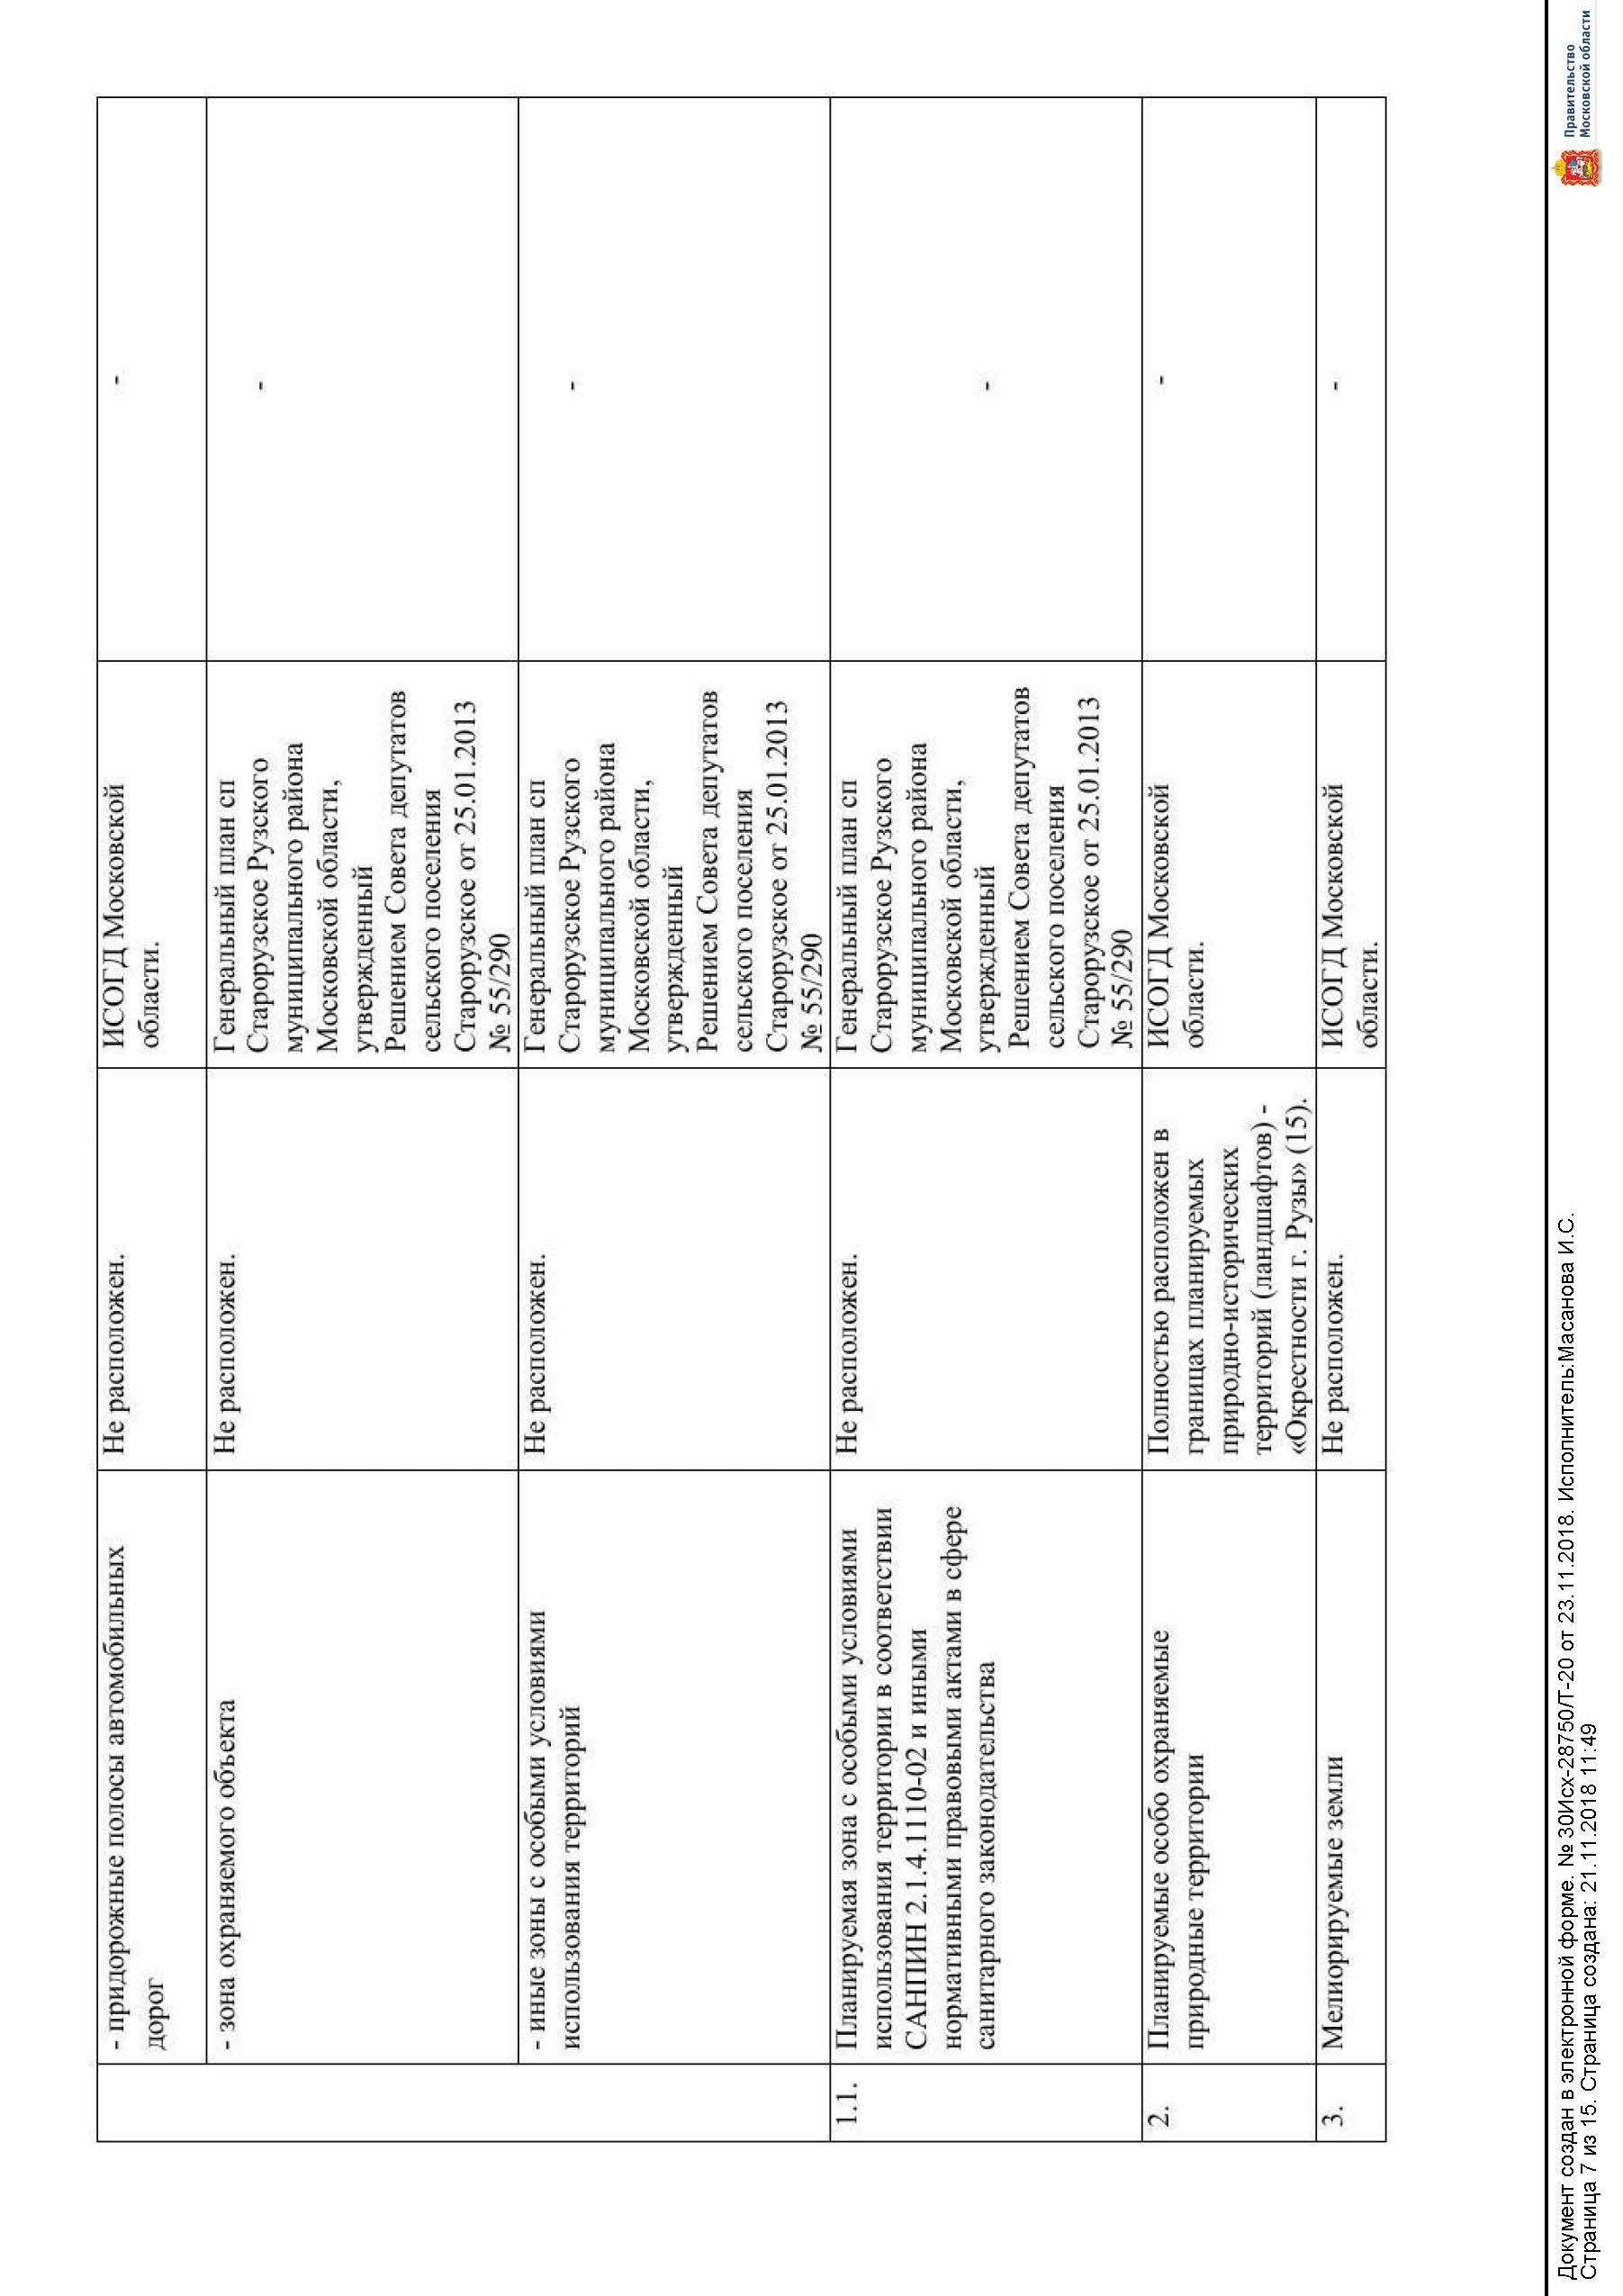 - придорожные полосы автомобильных
дорог
Не расположен.
ИСОГД Московской
области.
-
- зона охраняемого объекта
Не расположен.
Генеральный план сп
Старорузское Рузского
муниципального района
Московской области,
утвержденный
Решением Совета депутатов
сельского поселения
Старорузское от 25.01.2013
№ 55/290
-
- иные зоны с особыми условиями
использования территорий
Не расположен.
Генеральный план сп
Старорузское Рузского
муниципального района
Московской области,
утвержденный
Решением Совета депутатов
сельского поселения
Старорузское от 25.01.2013
№ 55/290
-
1.1.
Планируемая зона с особыми условиями
использования территории в соответствии
САНПИН 2.1.4.1110-02 и иными
нормативными правовыми актами в сфере
санитарного законодательства
Не расположен.
Генеральный план сп
Старорузское Рузского
муниципального района
Московской области,
утвержденный
Решением Совета депутатов
сельского поселения
Старорузское от 25.01.2013
№ 55/290
-
2.
Планируемые особо охраняемые
природные территории
Полностью расположен в
границах планируемых
природно-исторических
территорий (ландшафтов) -
«Окрестности г. Рузы» (15).
ИСОГД Московской
области.
-
3.
Мелиорируемые земли
Не расположен.
ИСОГД Московской
области.
-
Документ создан в электронной форме. № 30Исх-28750/Т-20 от 23.11.2018. Исполнитель:Масанова И.С.
Страница 7 из 15. Страница создана: 21.11.2018 11:49
Правительство
Московской области